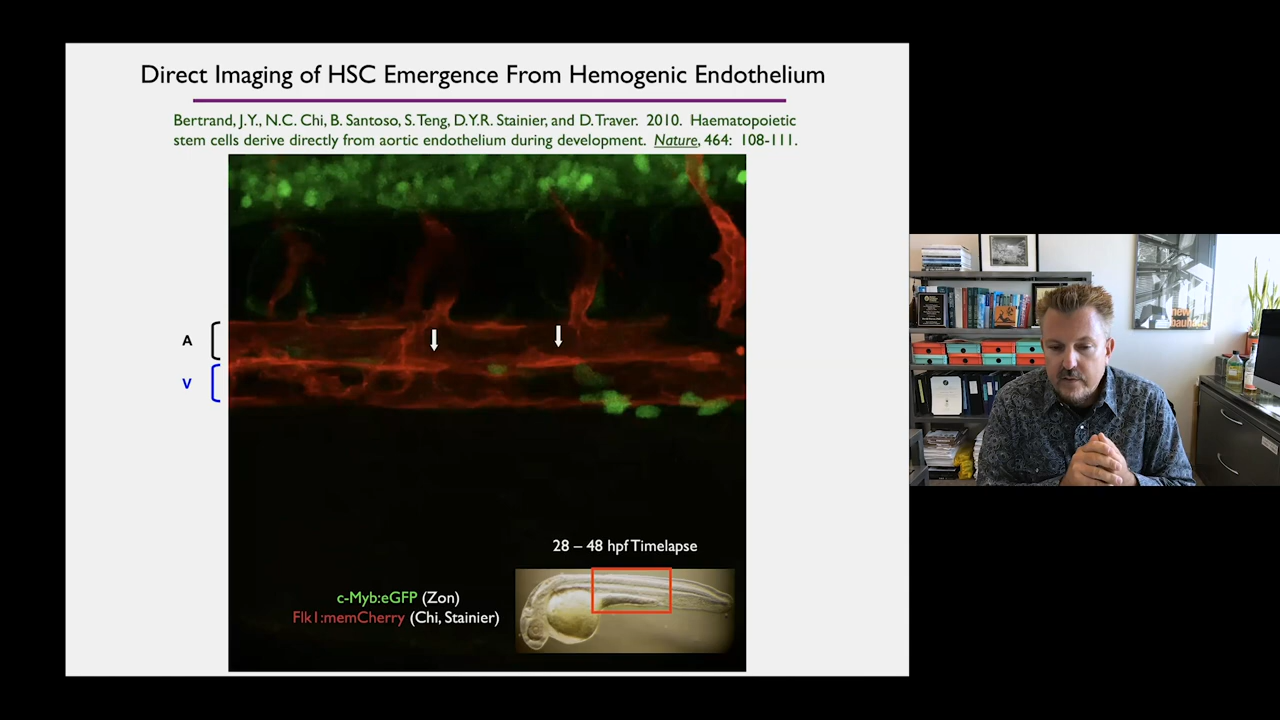 Direct Imaging of HSC Emergence From Hemogenic Endothelium
Bertrand, J.Y., N.C. Chi, B. Santoso, S. Teng, D.Y.R. Stainier, and D. Traver. 2010. Haematopoietic
stem cells derive directly from aortic endothelium during development. Nature, 464: 108-111.
A
V
28 – 48 hpf Timelapse
c-Myb:eGFP (Zon)
Flk1:memCherry (Chi, Stainier)
new
bauhaus